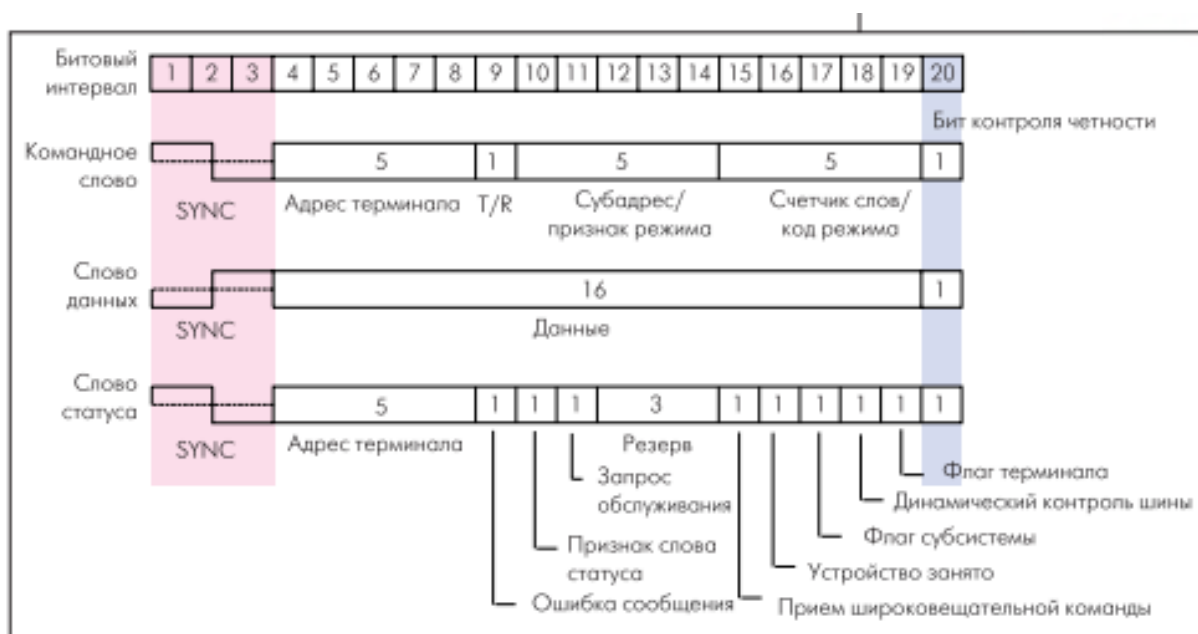 Битовый
интервал
1 2 3 4 5 6 7 8 9 10 11 12 13 14 15 16 17 18 19 20
Бит контроля четности
Командное
слово
5 1 5 5 1
SYNC
Адрес терминала T/R Субадрес/
признак режима
Счетчик слов/
код режима
Слово
данных
16 1
SYNC
Данные
Слово
статуса
5 1 1 1 3 1 1 1 1 1 1
SYNC
Адрес терминала
Резерв
Запрос
обслуживания
Признак слова
статуса
Ошибка сообщения
Флаг терминала
Динамический контроль шины
Флаг субсистемы
Устройство занято
Прием широковещательной команды